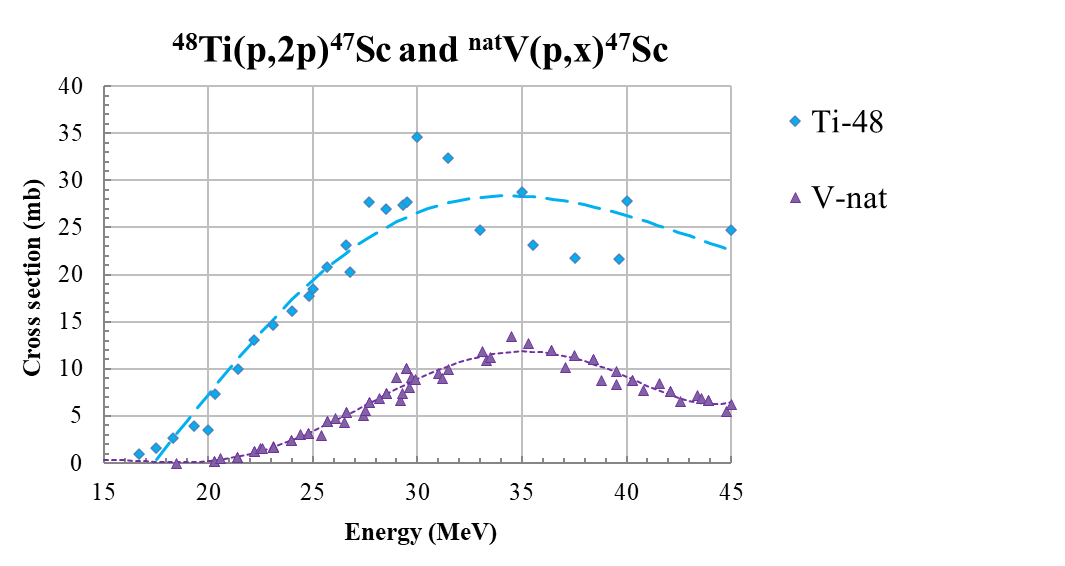 ⁴⁸Ti(p,2p)⁴⁷Sc and ⁿᵃᵗV(p,x)⁴⁷Sc
40
35
30
25
20
15
10
5
0
15 20 25 30 35 40 45
Cross section (mb)
Energy (MeV)
Ti-48
V-nat